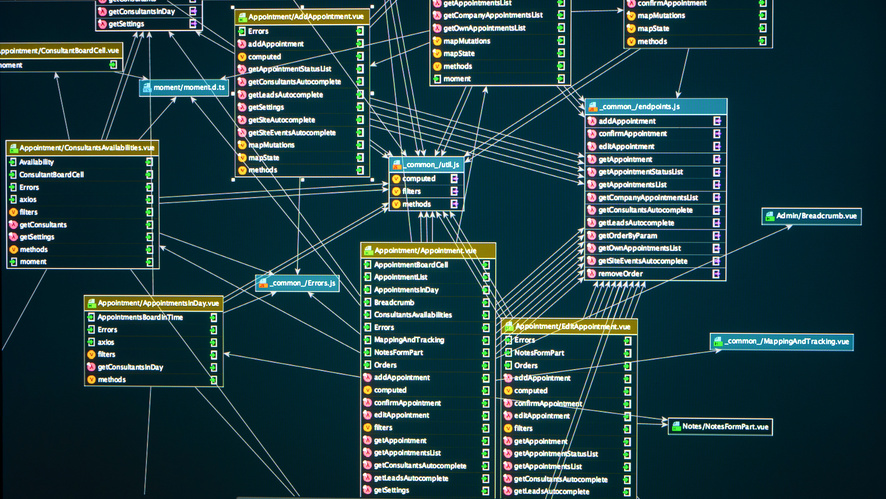 getConsultants
getConsultantsInDay
getSettings
Appointment/ConsultantBoardCell.vue
moment
moment/moment.d.ts
Appointment/AddAppointment.vue
Errors
addAppointment
computed
getAppointmentStatusList
getConsultantsAutocomplete
getLeadsAutocomplete
getSettings
getSiteAutocomplete
getSiteEventsAutocomplete
mapMutations
mapState
methods
getAppointmentsList
getCompanyAppointmentsList
getOwnAppointmentsList
mapMutations
mapState
methods
moment
confirmAppointment
mapMutations
mapState
methods
_common_/endpoints.js
addAppointment
confirmAppointment
editAppointment
getAppointment
getAppointmentStatusList
getAppointmentsList
getCompanyAppointmentsList
getConsultantsAutocomplete
getLeadsAutocomplete
getOrderByParam
getOwnAppointmentsList
getSiteEventsAutocomplete
removeOrder
Appointment/ConsultantsAvailabilities.vue
Availability
ConsultantBoardCell
Errors
axios
filters
getConsultants
getSettings
methods
moment
_common_/util.js
computed
filters
methods
Admin/Breadcrumb.vue
_common_/Errors.js
Appointment/AppointmentsInDay.vue
AppointmentsBoardInTime
Errors
axios
filters
getConsultantsInDay
methods
Appointment/Appointment.vue
AppointmentBoardCell
AppointmentList
AppointmentsInDay
Breadcrumb
ConsultantsAvailabilities
Errors
MappingAndTracking
NotesFormPart
Orders
addAppointment
computed
confirmAppointment
editAppointment
filters
getAppointment
getAppointmentsList
getConsultantsAutocomplete
getLeadsAutocomplete
getSettings
Appointment/EditAppointment.vue
Errors
NotesFormPart
Orders
addAppointment
computed
confirmAppointment
editAppointment
filters
getAppointment
getAppointmentStatusList
getAppointmentsList
getConsultantsAutocomplete
getLeadsAutocomplete
_common_/MappingAndTracking.vue
Notes/NotesFormPart.vue